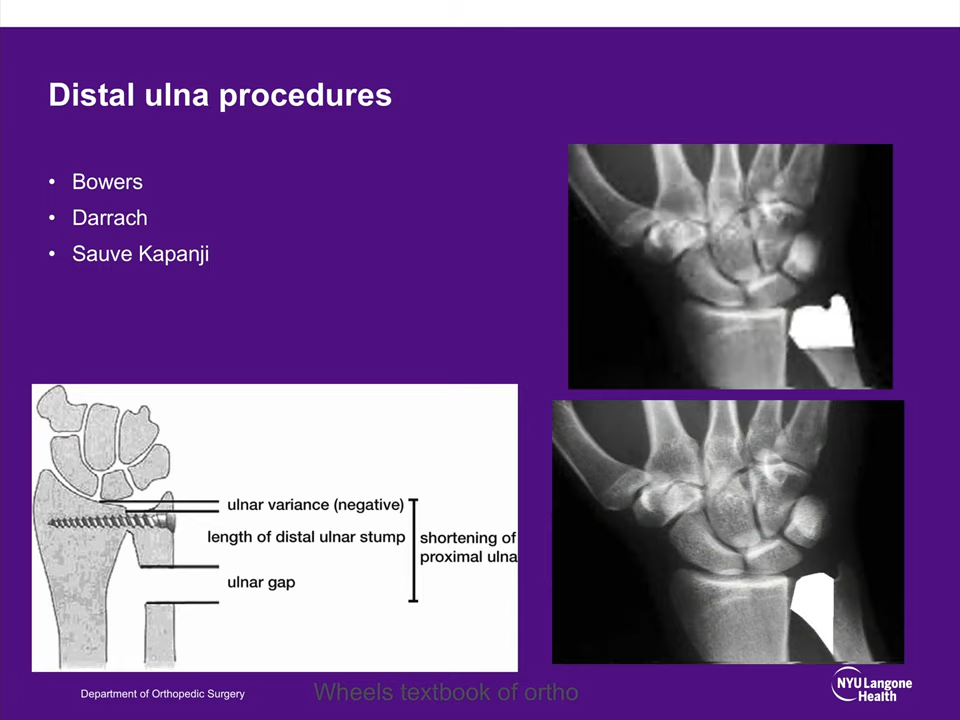 Distal ulna procedures
• Bowers
• Darrach
• Sauve Kapanji
ulnar variance (negative)
length of distal ulnar stump
shortening of
proximal ulna
ulnar gap
Department of Orthopedic Surgery
Wheels textbook of ortho
NYU Langone
Health